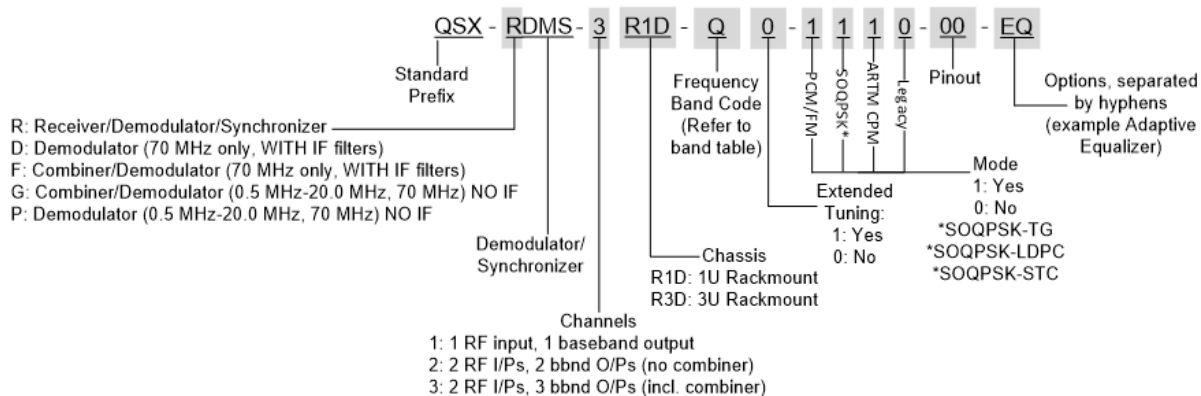 QSX - RDMS - 3 R1D - Q 0 - 1 1 1 0 - 00 - EQ
Standard
Prefix
R: Receiver/Demodulator/Synchronizer
D: Demodulator (70 MHz only, WITH IF filters)
F: Combiner/Demodulator (70 MHz only, WITH IF filters)
G: Combiner/Demodulator (0.5 MHz-20.0 MHz, 70 MHz) NO IF
P: Demodulator (0.5 MHz-20.0 MHz, 70 MHz) NO IF
Demodulator/
Synchronizer
Channels
1: 1 RF input, 1 baseband output
2: 2 RF I/Ps, 2 bbnd O/Ps (no combiner)
3: 2 RF I/Ps, 3 bbnd O/Ps (incl. combiner)
Chassis
R1D: 1U Rackmount
R3D: 3U Rackmount
Frequency
Band Code
(Refer to
band table)
Extended
Tuning:
1: Yes
0: No
PCM/FM
SOQPSK*
ARTM CPM
Legacy
Mode
1: Yes
0: No
*SOQPSK-TG
*SOQPSK-LDPC
*SOQPSK-STC
Pinout
Options, separated
by hyphens
(example Adaptive
Equalizer)